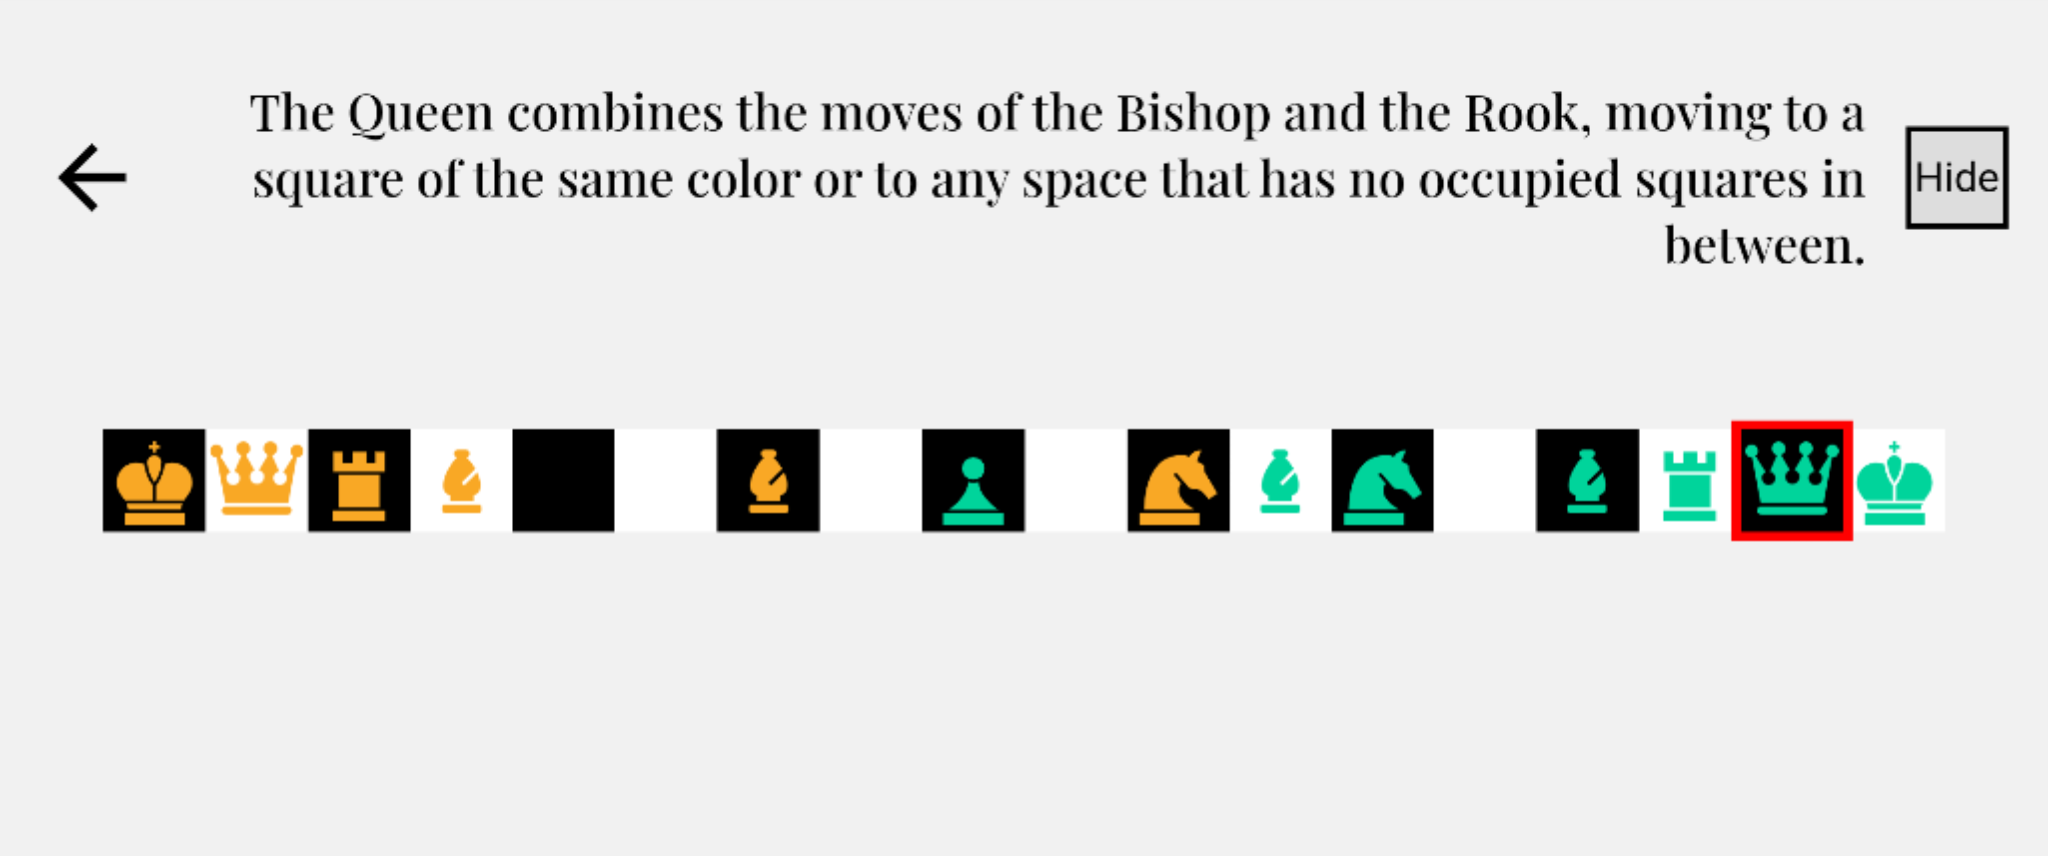 The Queen combines the moves of the Bishop and the Rook, moving to a
square of the same color or to any space that has no occupied squares in
between.
Hide